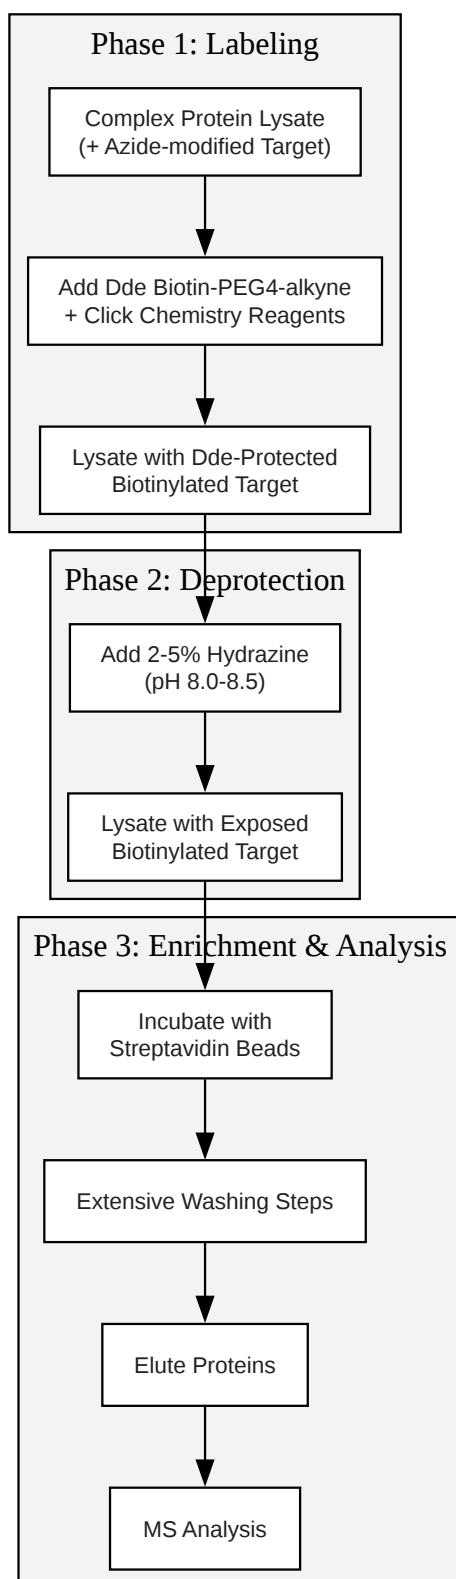 Phase 1: Labeling
Complex Protein Lysate
(+ Azide-modified Target)
Add Dde Biotin-PEG4-alkyne
+ Click Chemistry Reagents
Lysate with Dde-Protected
Biotinylated Target
Phase 2: Deprotection
Add 2-5% Hydrazine
(pH 8.0-8.5)
Lysate with Exposed
Biotinylated Target
Phase 3: Enrichment & Analysis
Incubate with
Streptavidin Beads
Extensive Washing Steps
Elute Proteins
MS Analysis